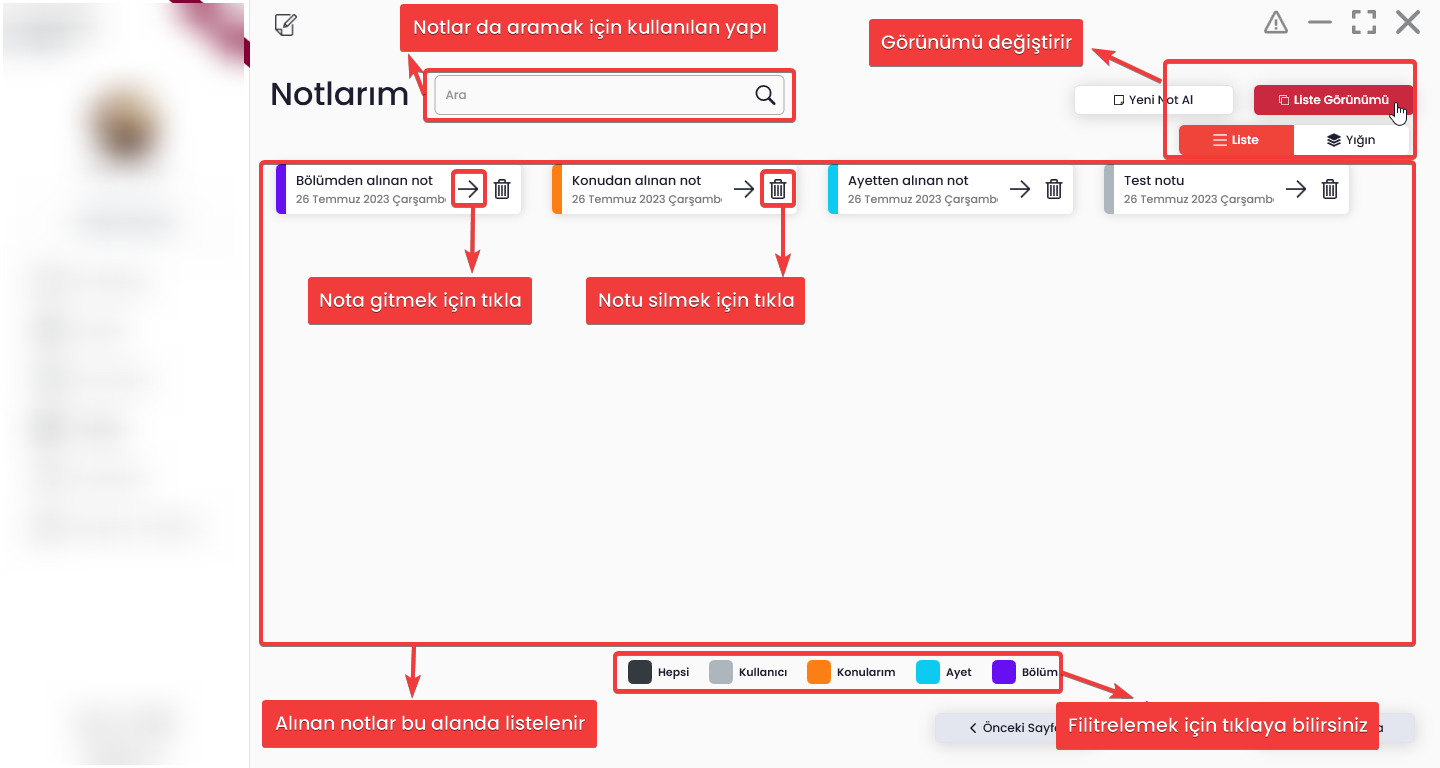 Notlar da aramak için kullanılan yapı
Görünümü değiştirir
Notlarım
Ara
Yeni Not Al
Liste Görünümü
Liste
Yığın
Bölümden alınan not
26 Temmuz 2023 Çarşamb
Konudan alınan not
26 Temmuz 2023 Çarşamb
Ayetten alınan not
26 Temmuz 2023 Çarşamb
Test notu
26 Temmuz 2023 Çarşamb
Nota gitmek için tıkla
Notu silmek için tıkla
Hepsi
Kullanıcı
Konularım
Ayet
Bölüm
Alınan notlar bu alanda listelenir
Önceki Sayf
Filitrelemek için tıklaya bilirsiniz
a